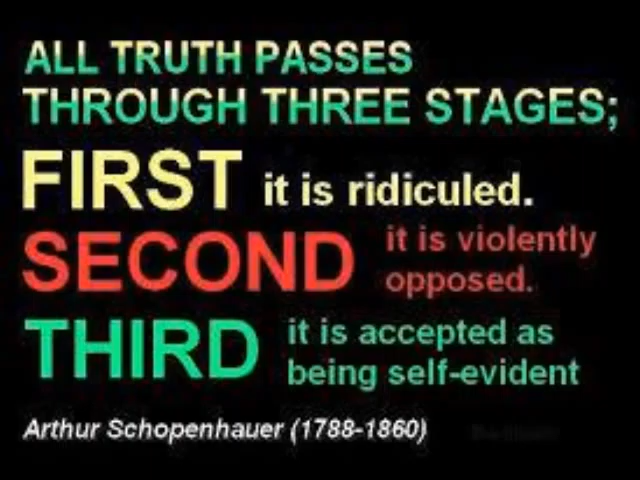 ALL TRUTH PASSES
THROUGH THREE STAGES;
FIRST it is ridiculed.
SECOND it is violently
opposed.
THIRD it is accepted as
being self-evident
Arthur Schopenhauer (1788-1860)